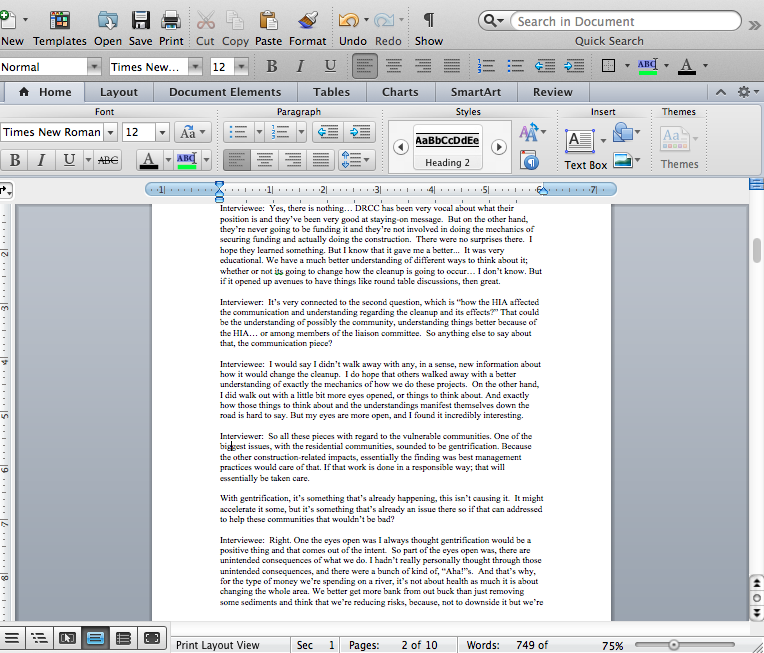 New Templates Open Save Print Cut Copy Paste Format Undo Redo Show
Search in Document
Quick Search
Normal Times New... 12 B I U ABC A
Home Layout Document Elements Tables Charts SmartArt Review
Font Paragraph Styles Insert Themes
Times New Roman 12 Aa
AaBbCcDdEe
A
Aa
B I U ABC A ABC
Heading 2
Text Box
Themes
1 1 2 3 4 5 6 7
Interviewee: Yes, there is nothing… DRCC has been very vocal about what their
position is and they've been very good at staying-on message. But on the other hand,
they're never going to be funding it and they're not involved in doing the mechanics of
securing funding and actually doing the construction. There were no surprises there. I
hope they learned something. But I know that it gave me a better... It was very
educational. We have a much better understanding of different ways to think about it;
whether or not its going to change how the cleanup is going to occur… I don't know. But
if it opened up avenues to have things like round table discussions, then great.
Interviewer: It's very connected to the second question, which is "how the HIA affected
the communication and understanding regarding the cleanup and its effects?" That could
be the understanding of possibly the community, understanding things better because of
the HIA… or among members of the liaison committee. So anything else to say about
that, the communication piece?
Interviewee: I would say I didn't walk away with any, in a sense, new information about
how it would change the cleanup. I do hope that others walked away with a better
understanding of exactly the mechanics of how we do these projects. On the other hand,
I did walk out with a little bit more eyes opened, or things to think about. And exactly
how those things to think about and the understandings manifest themselves down the
road is hard to say. But my eyes are more open, and I found it incredibly interesting.
Interviewer: So all these pieces with regard to the vulnerable communities. One of the
biggest issues, with the residential communities, sounded to be gentrification. Because
the other construction-related impacts, essentially the finding was best management
practices would care of that. If that work is done in a responsible way; that will
essentially be taken care.
With gentrification, it's something that's already happening, this isn't causing it. It might
accelerate it some, but it's something that's already an issue there so if that can addressed
to help these communities that wouldn't be bad?
Interviewee: Right. One the eyes open was I always thought gentrification would be a
positive thing and that comes out of the intent. So part of the eyes open was, there are
unintended consequences of what we do. I hadn't really personally thought through those
unintended consequences, and there were a bunch of kind of, "Aha!"s. And that's why,
for the type of money we're spending on a river, it's not about health as much it is about
changing the whole area. We better get more bank from out buck than just removing
some sediments and think that we're reducing risks, because, not to downside it but we're
2
3
4
5
6
7
8
Print Layout View Sec 1 Pages: 2 of 10 Words: 749 of 75%